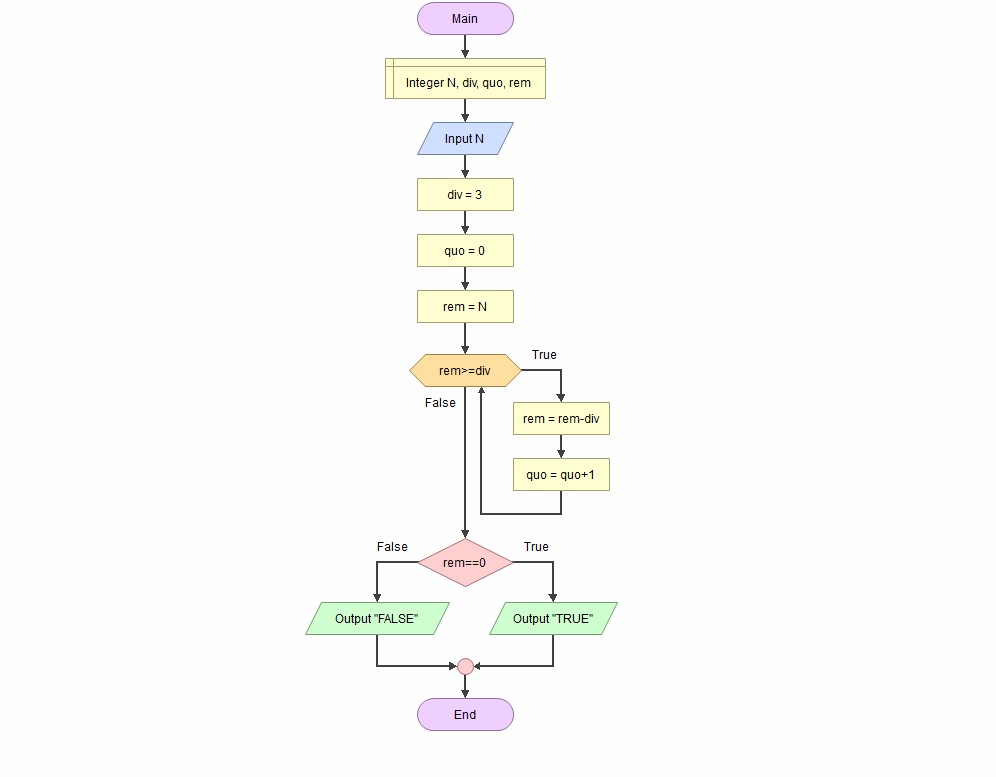 Main
Integer N, div, quo, rem
Input N
div = 3
quo = 0
rem = N
rem>=div
True
False
rem = rem-div
quo = quo+1
False
True
rem==0
Output "FALSE"
Output "TRUE"
End